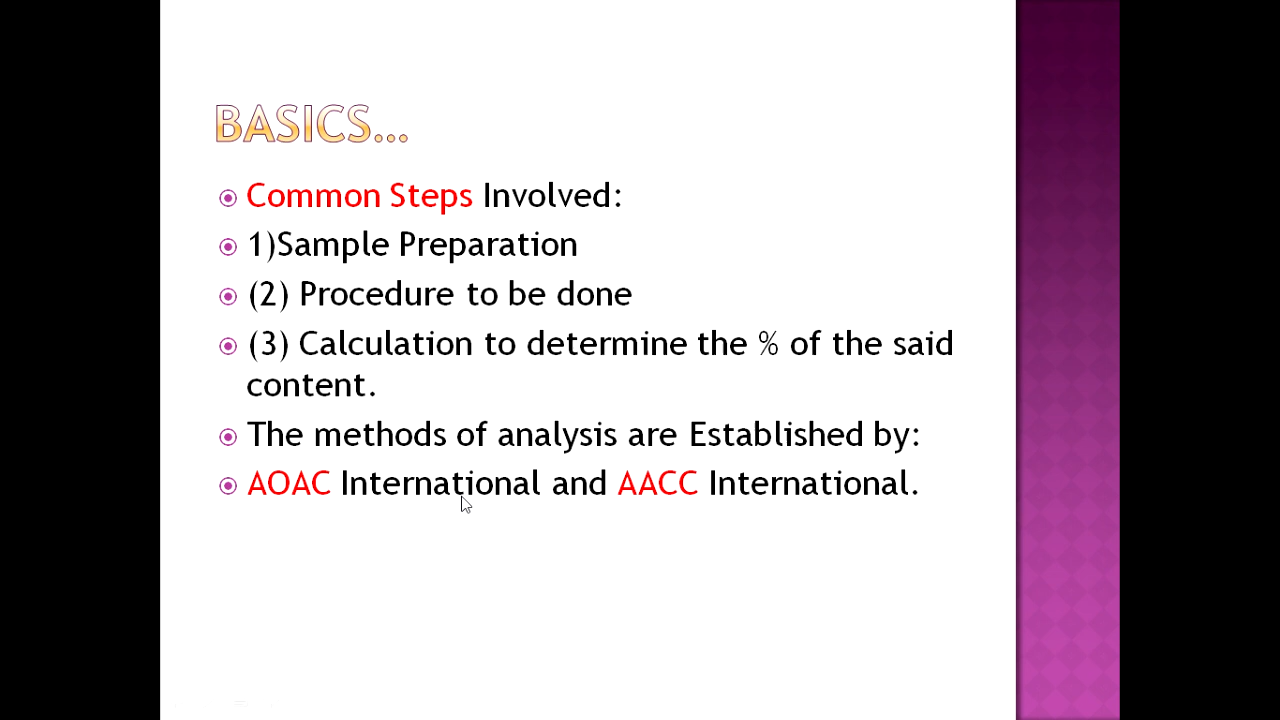 BASICS...
Common Steps Involved:
1)Sample Preparation
(2) Procedure to be done
(3) Calculation to determine the % of the said
content.
The methods of analysis are Established by:
AOAC International and AACC International.